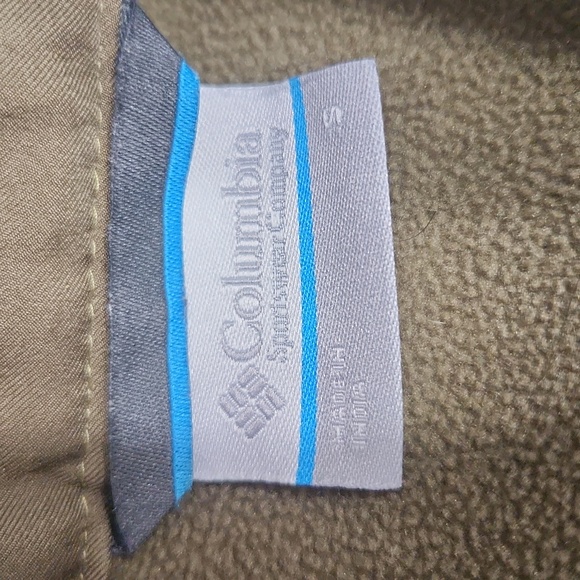 Columbia
Sportswear Company
MADE IN
INDIA
S